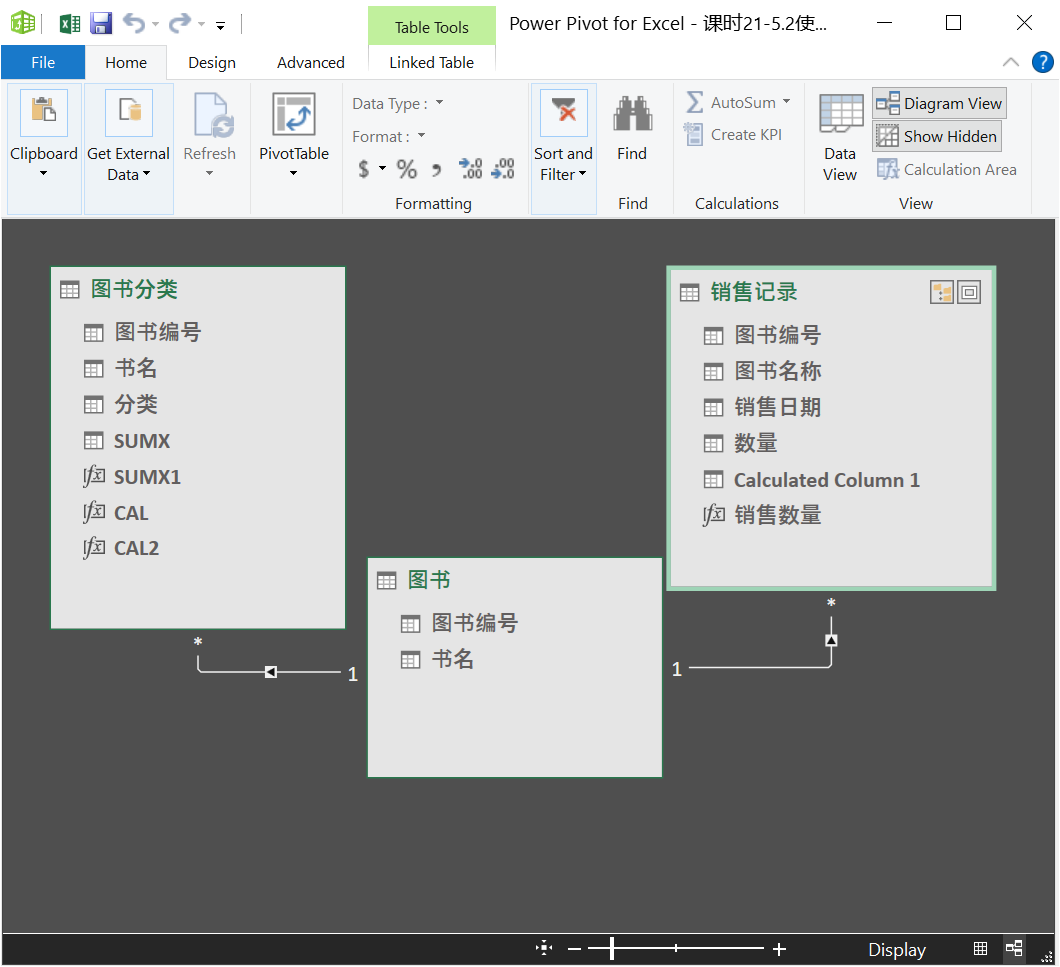 Table Tools
Power Pivot for Excel - 课时21-5.2使...
File
Home
Design
Advanced
Linked Table
Clipboard
Get External Data
Refresh
PivotTable
Data Type :
Format :
$
%
,
.00
.00
Formatting
Sort and Filter
Find
Find
AutoSum
Create KPI
Calculations
Data View
Diagram View
Show Hidden
Calculation Area
View
图书分类
图书编号
书名
分类
SUMX
SUMX1
CAL
CAL2
销售记录
图书编号
图书名称
销售日期
数量
Calculated Column 1
销售数量
图书
图书编号
书名
*
1
1
*
Display